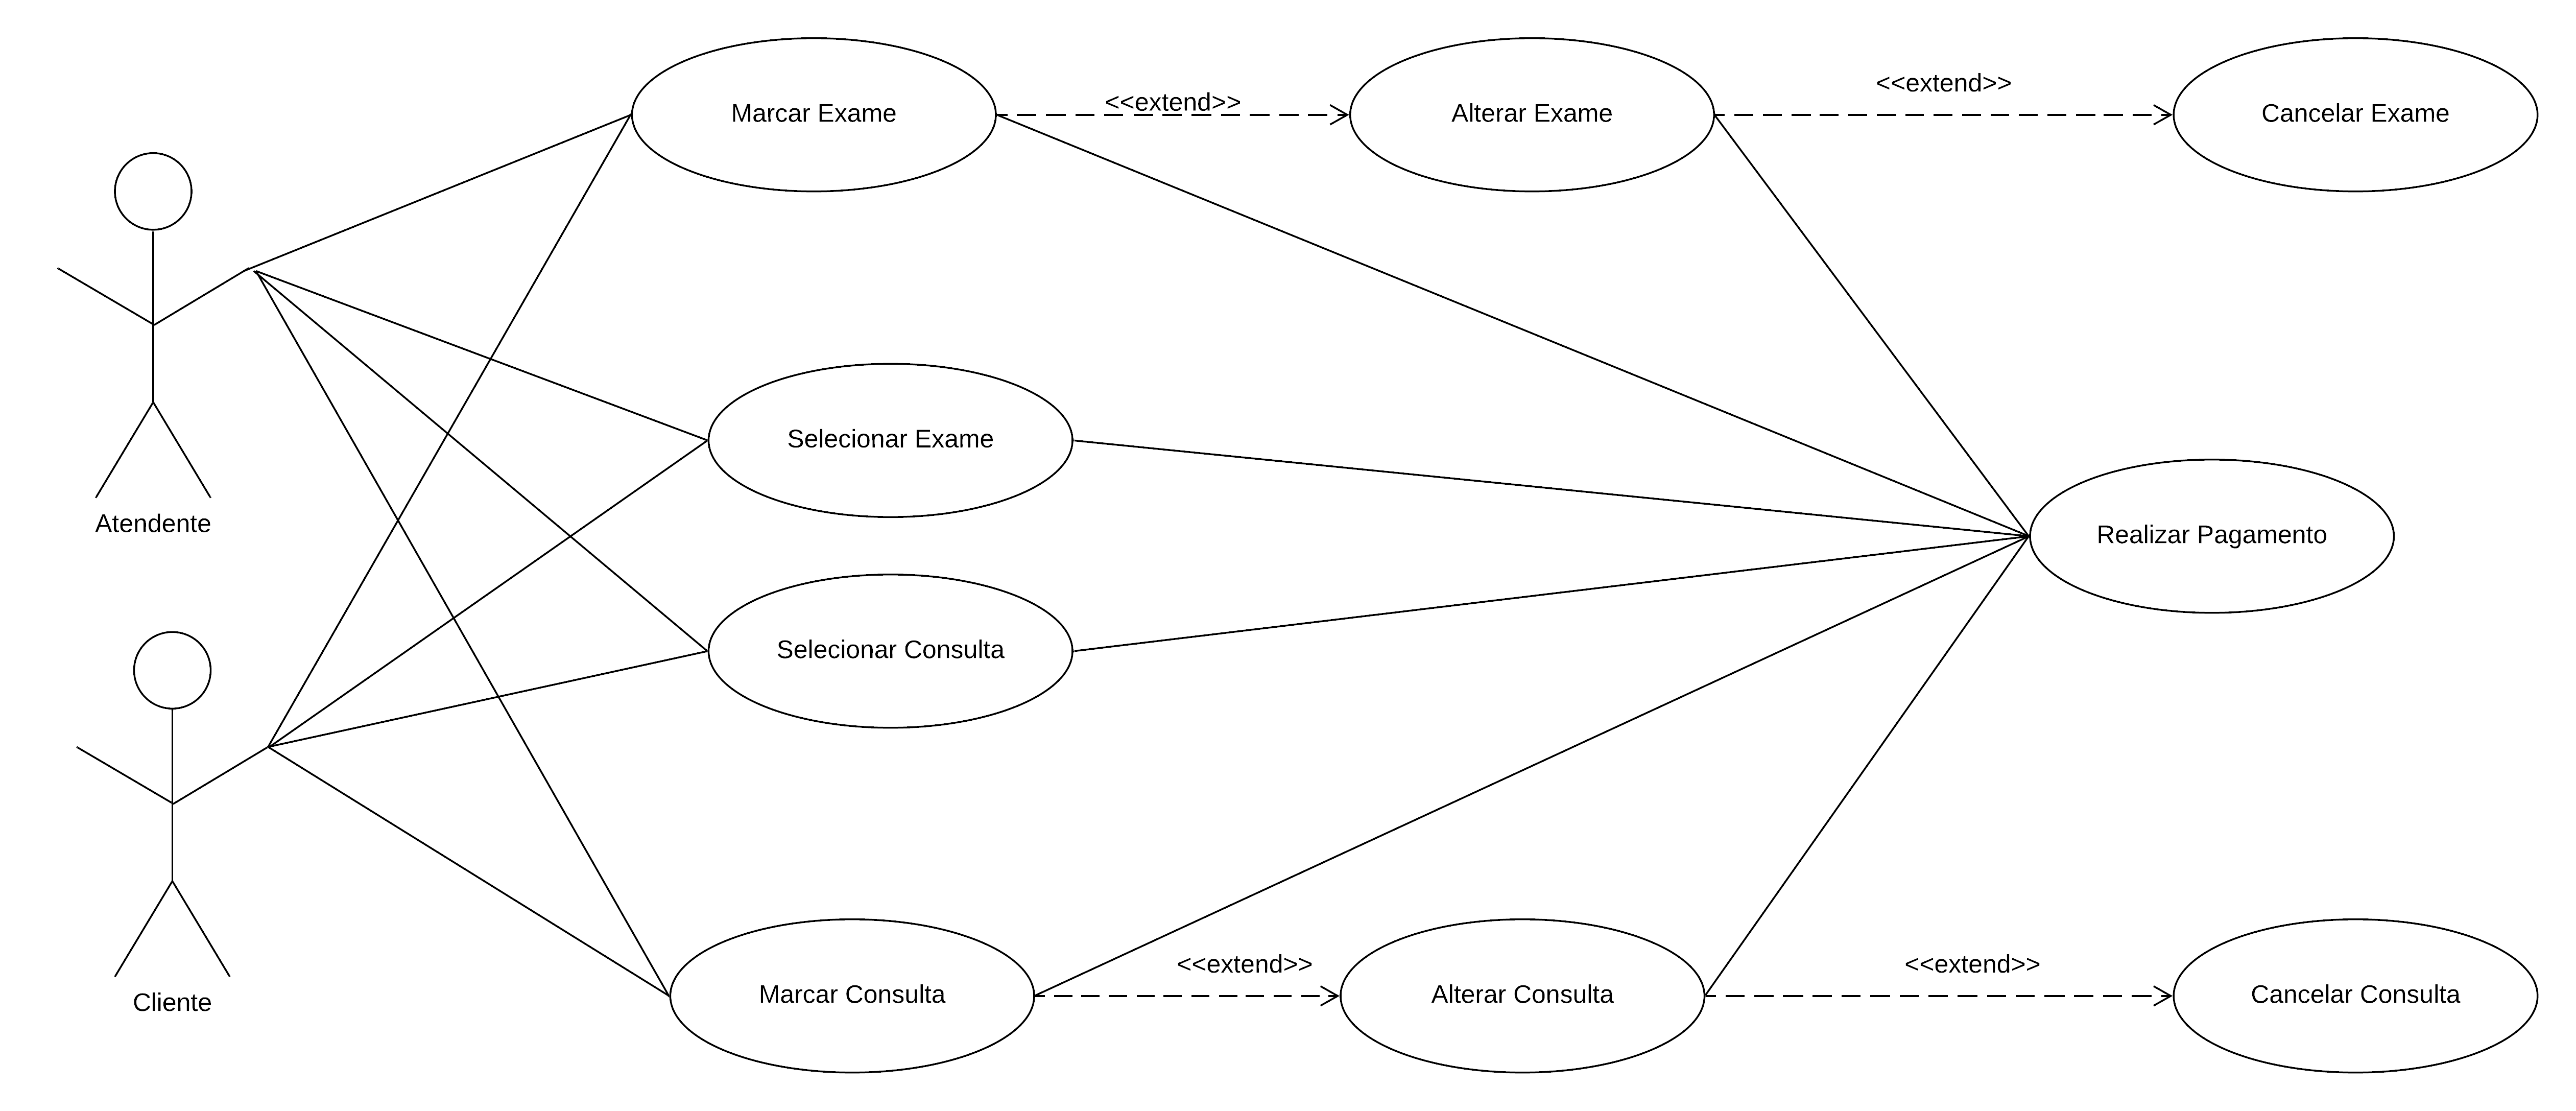 <<extend>>
<<extend>>
Marcar Exame
Alterar Exame
Cancelar Exame
Selecionar Exame
Atendente
Realizar Pagamento
Selecionar Consulta
<<extend>>
<<extend>>
Cliente
Marcar Consulta
Alterar Consulta
Cancelar Consulta